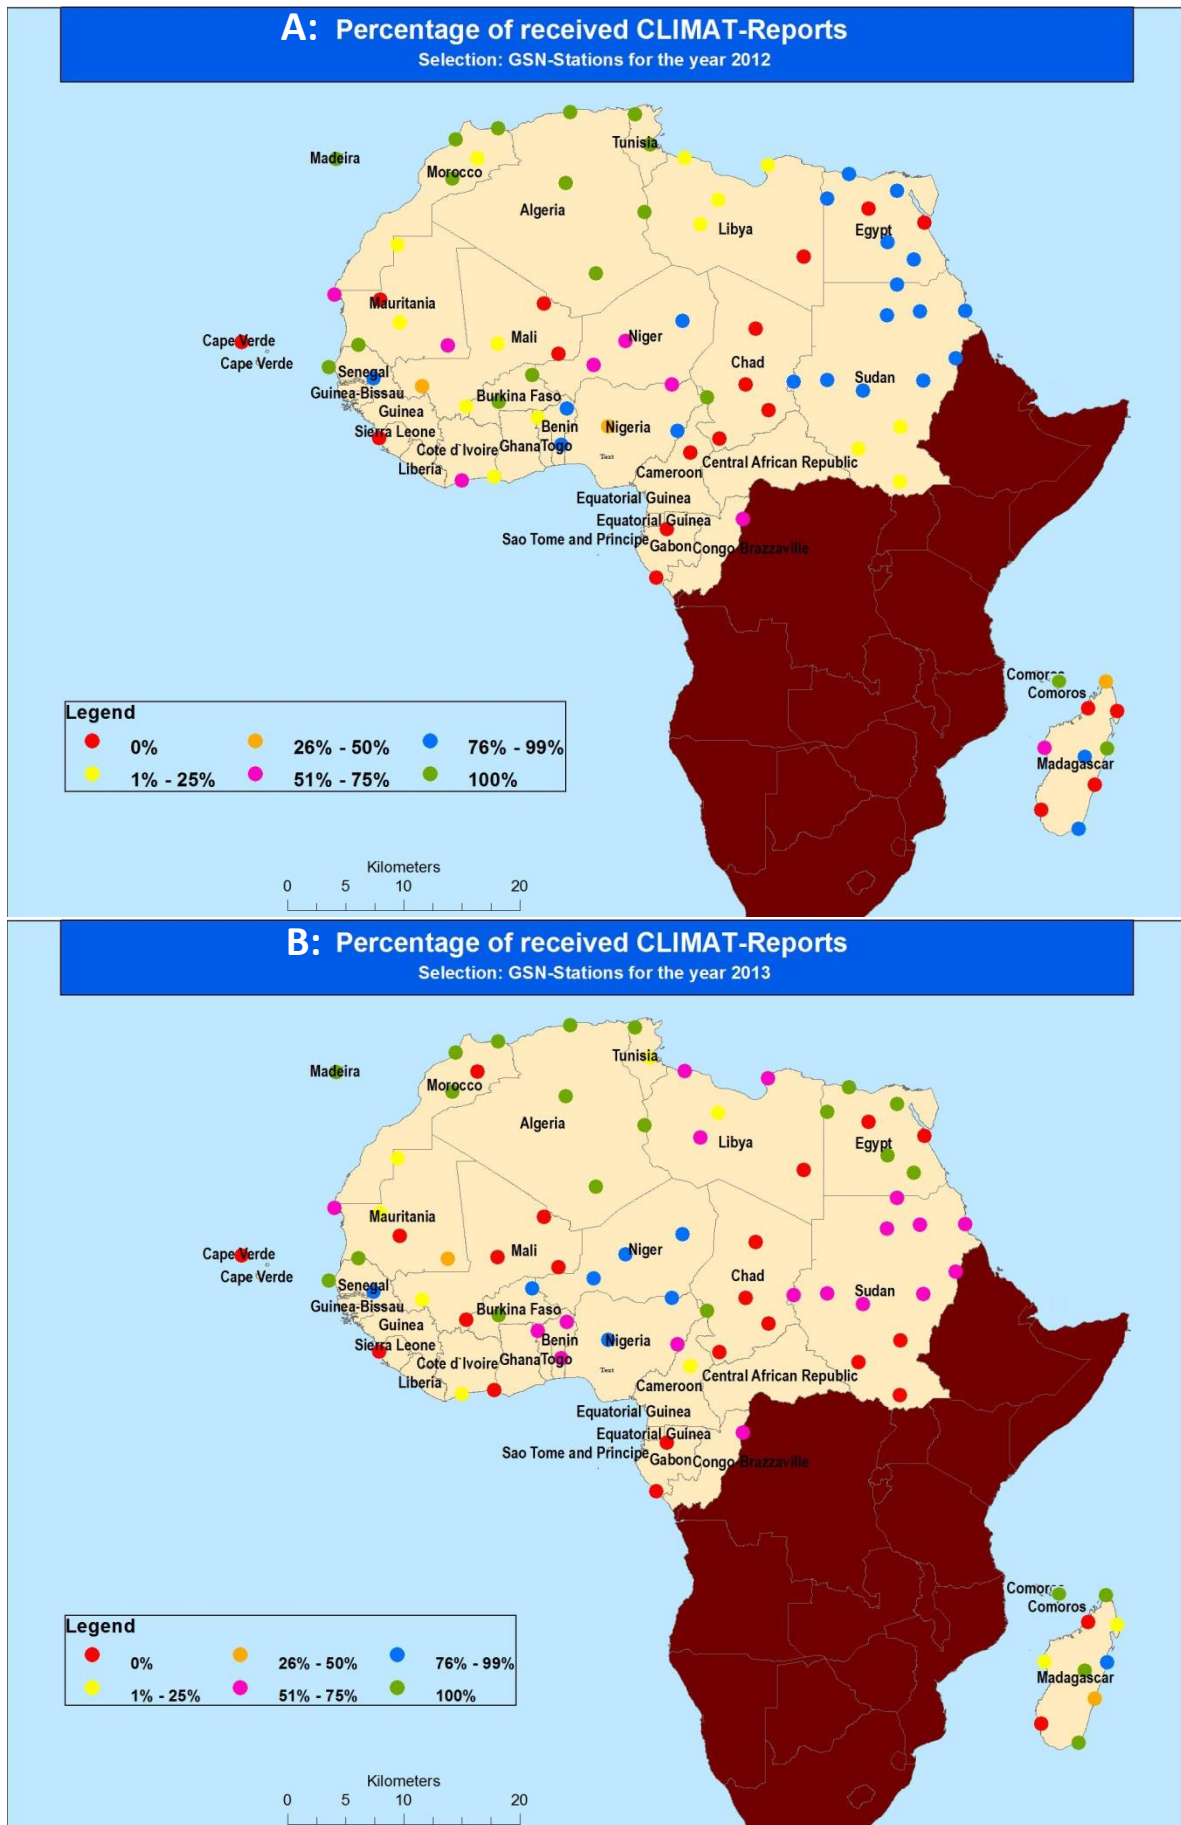 A: Percentage of received CLIMAT-Reports
Selection: GSN-Stations for the year 2012
Tunisia
Madeira
Morocco
Algeria
Libya
Egypt
Mauritania
Cape Verde
Mali
Niger
Cape Verde
Chad
Senegal
Sudan
Guinea-Bissau
Burkina Faso
Guinea
Benin
Nigeria
Sierra Leone
Cote d`Ivoire
Ghana
Togo
Text
Liberia
Central African Republic
Cameroon
Equatorial Guinea
Equatorial Guinea
Sao Tome and Principe
Gabon
Congo Brazzaville
Comoros
Comoros
Madagascar
Legend
0% 26% - 50% 76% - 99%
1% - 25% 51% - 75% 100%
Kilometers
0 5 10 20
B: Percentage of received CLIMAT-Reports
Selection: GSN-Stations for the year 2013
Tunisia
Madeira
Morocco
Algeria
Libya
Egypt
Mauritania
Cape Verde
Mali
Niger
Cape Verde
Chad
Senegal
Sudan
Guinea-Bissau
Burkina Faso
Guinea
Benin
Nigeria
Sierra Leone
Cote d`Ivoire
Ghana
Togo
Text
Liberia
Central African Republic
Cameroon
Equatorial Guinea
Equatorial Guinea
Sao Tome and Principe
Gabon
Congo Brazzaville
Comoros
Comoros
Madagascar
Legend
0% 26% - 50% 76% - 99%
1% - 25% 51% - 75% 100%
Kilometers
0 5 10 20